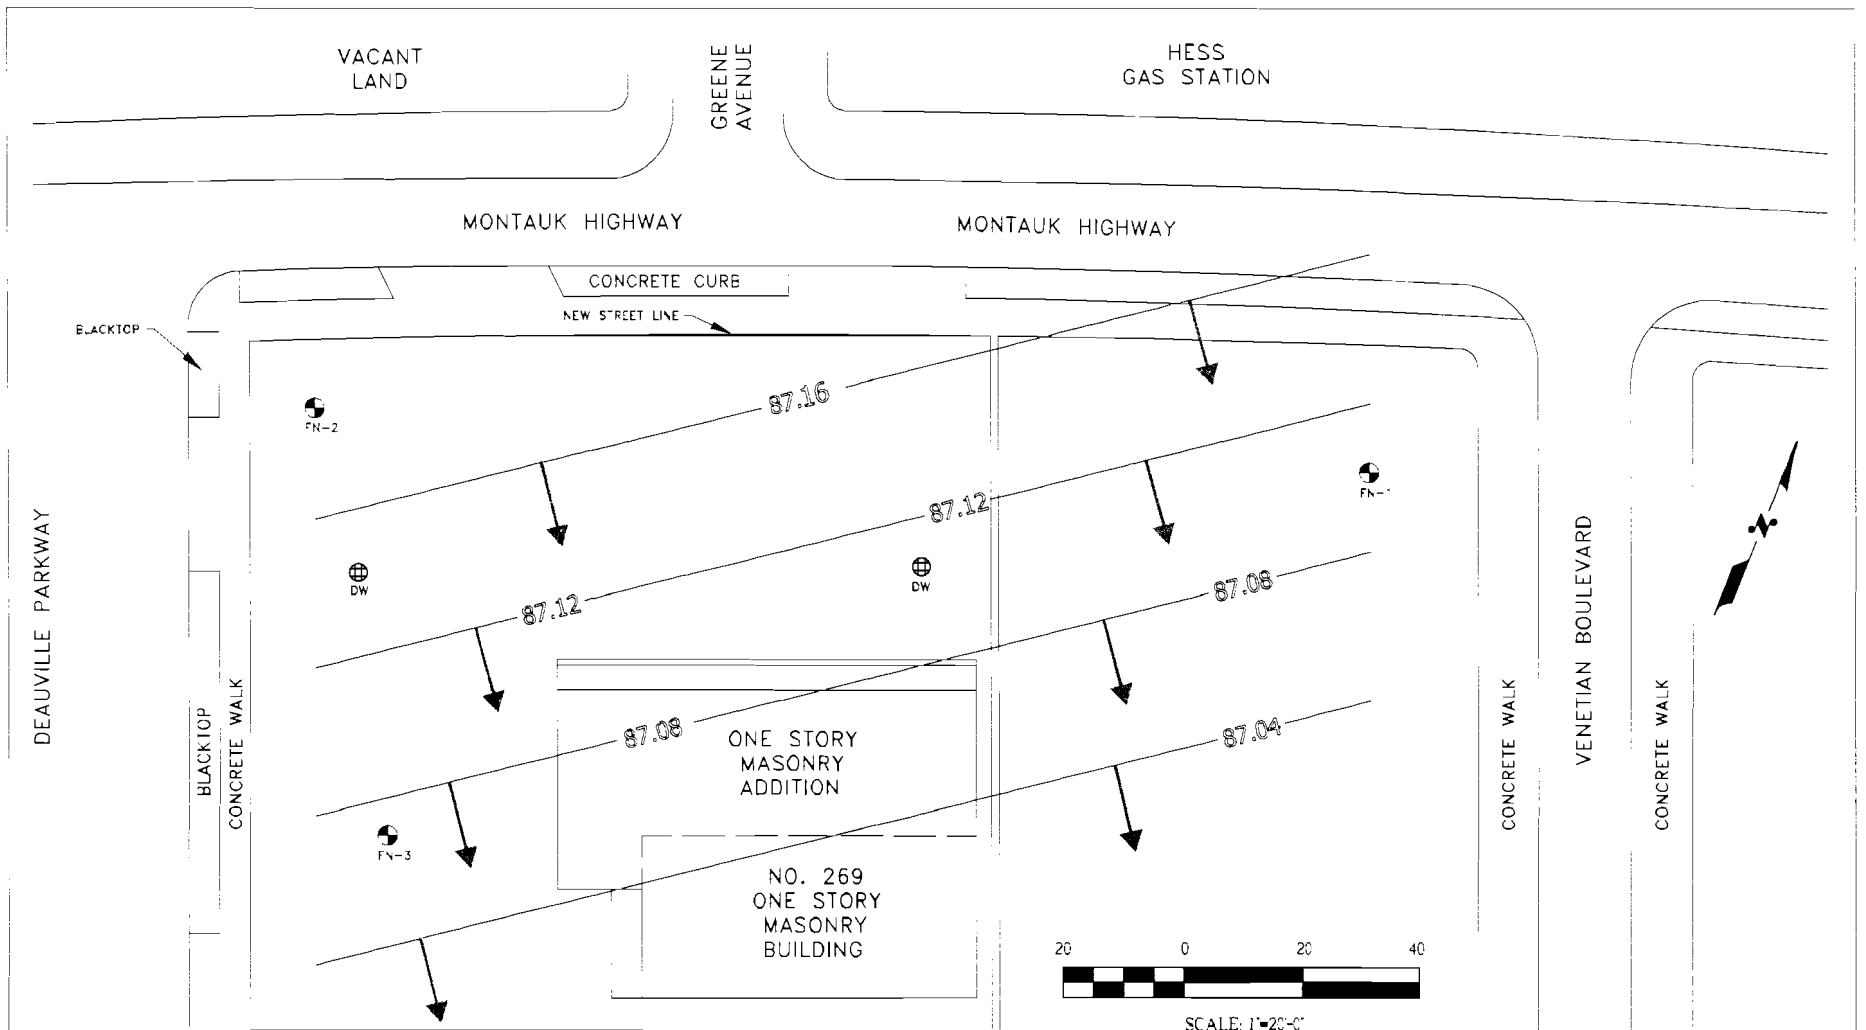 VACANT
LAND
GREENE
AVENUE
HESS
GAS STATION
MONTAUK HIGHWAY
MONTAUK HIGHWAY
CONCRETE CURB
NEW STREET LINE
BLACKTOP
87.16
FN-2
87.12
FN-
DEAUVILLE PARKWAY
DW
DW
87.12
87.08
N
VENETIAN BOULEVARD
BLACKTOP
CONCRETE WALK
87.08
ONE STORY
MASONRY
ADDITION
87.04
CONCRETE WALK
CONCRETE WALK
FN-3
NO. 269
ONE STORY
MASONRY
BUILDING
20 0 20 40
SCALE: 1"=20'-0"